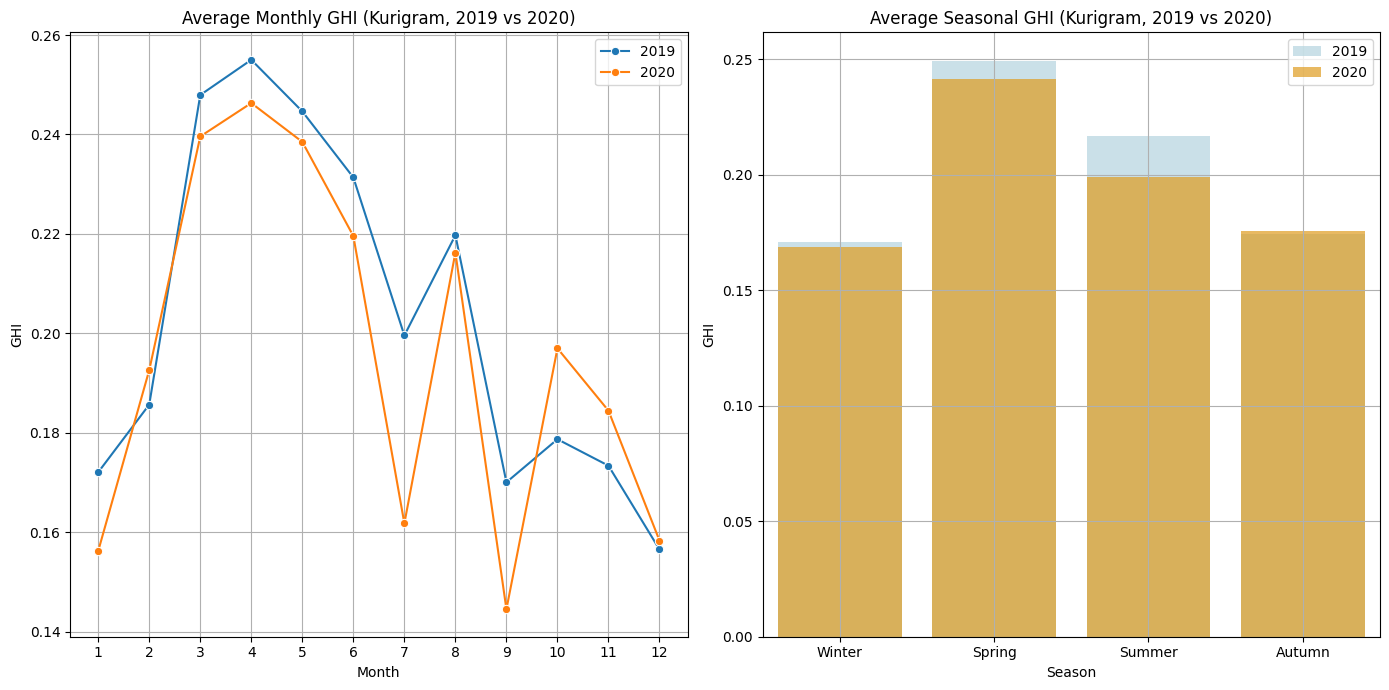 Average Monthly GHI (Kurigram, 2019 vs 2020)
0.26
0.24
0.22
0.20
0.18
0.16
0.14
GHI
2019
2020
1 2 3 4 5 6 7 8 9 10 11 12
Month
Average Seasonal GHI (Kurigram, 2019 vs 2020)
0.25
0.20
0.15
0.10
0.05
0.00
GHI
2019
2020
Winter Spring Summer Autumn
Season